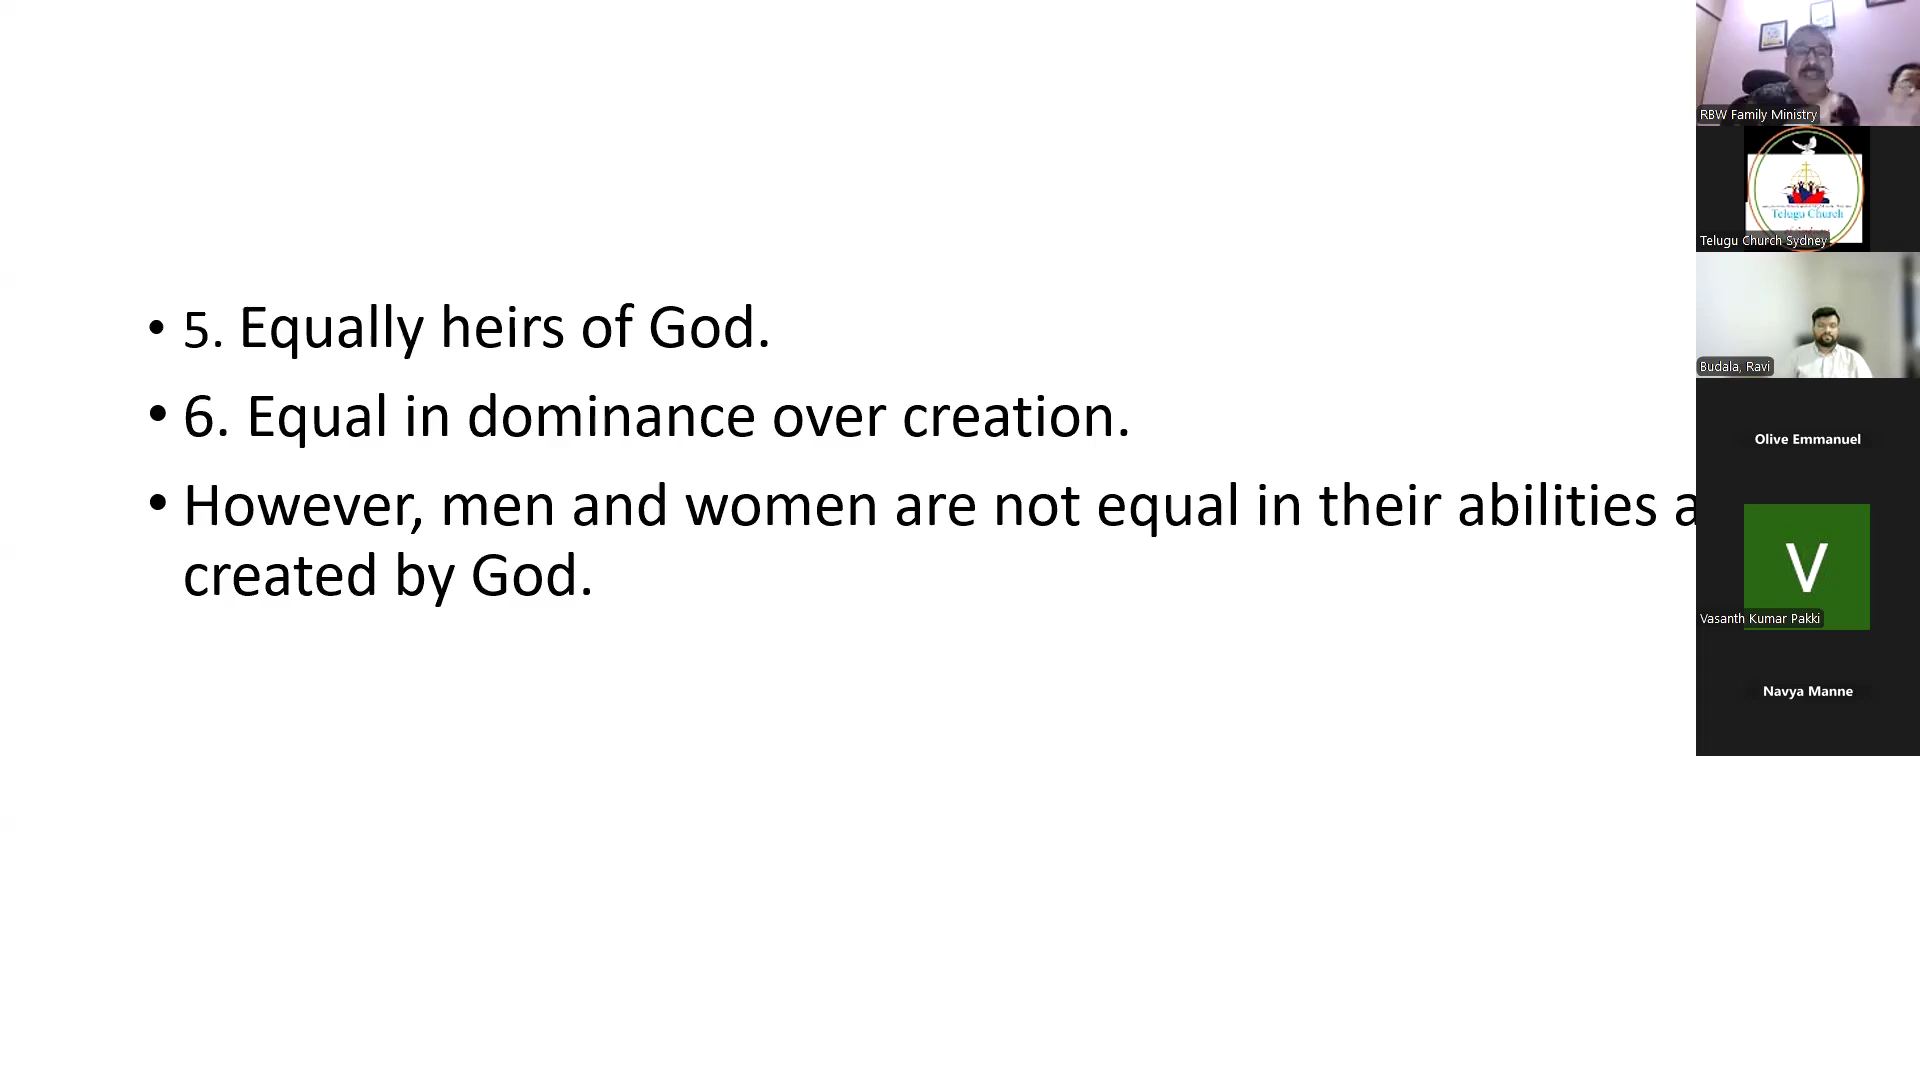 • 5. Equally heirs of God.
• 6. Equal in dominance over creation.
• However, men and women are not equal in their abilities a
created by God.
RBW Family Ministry
Telugu Church
Telugu Church Sydney
Budala, Ravi
Olive Emmanuel
V
Vasanth Kumar Pakki
Navya Manne